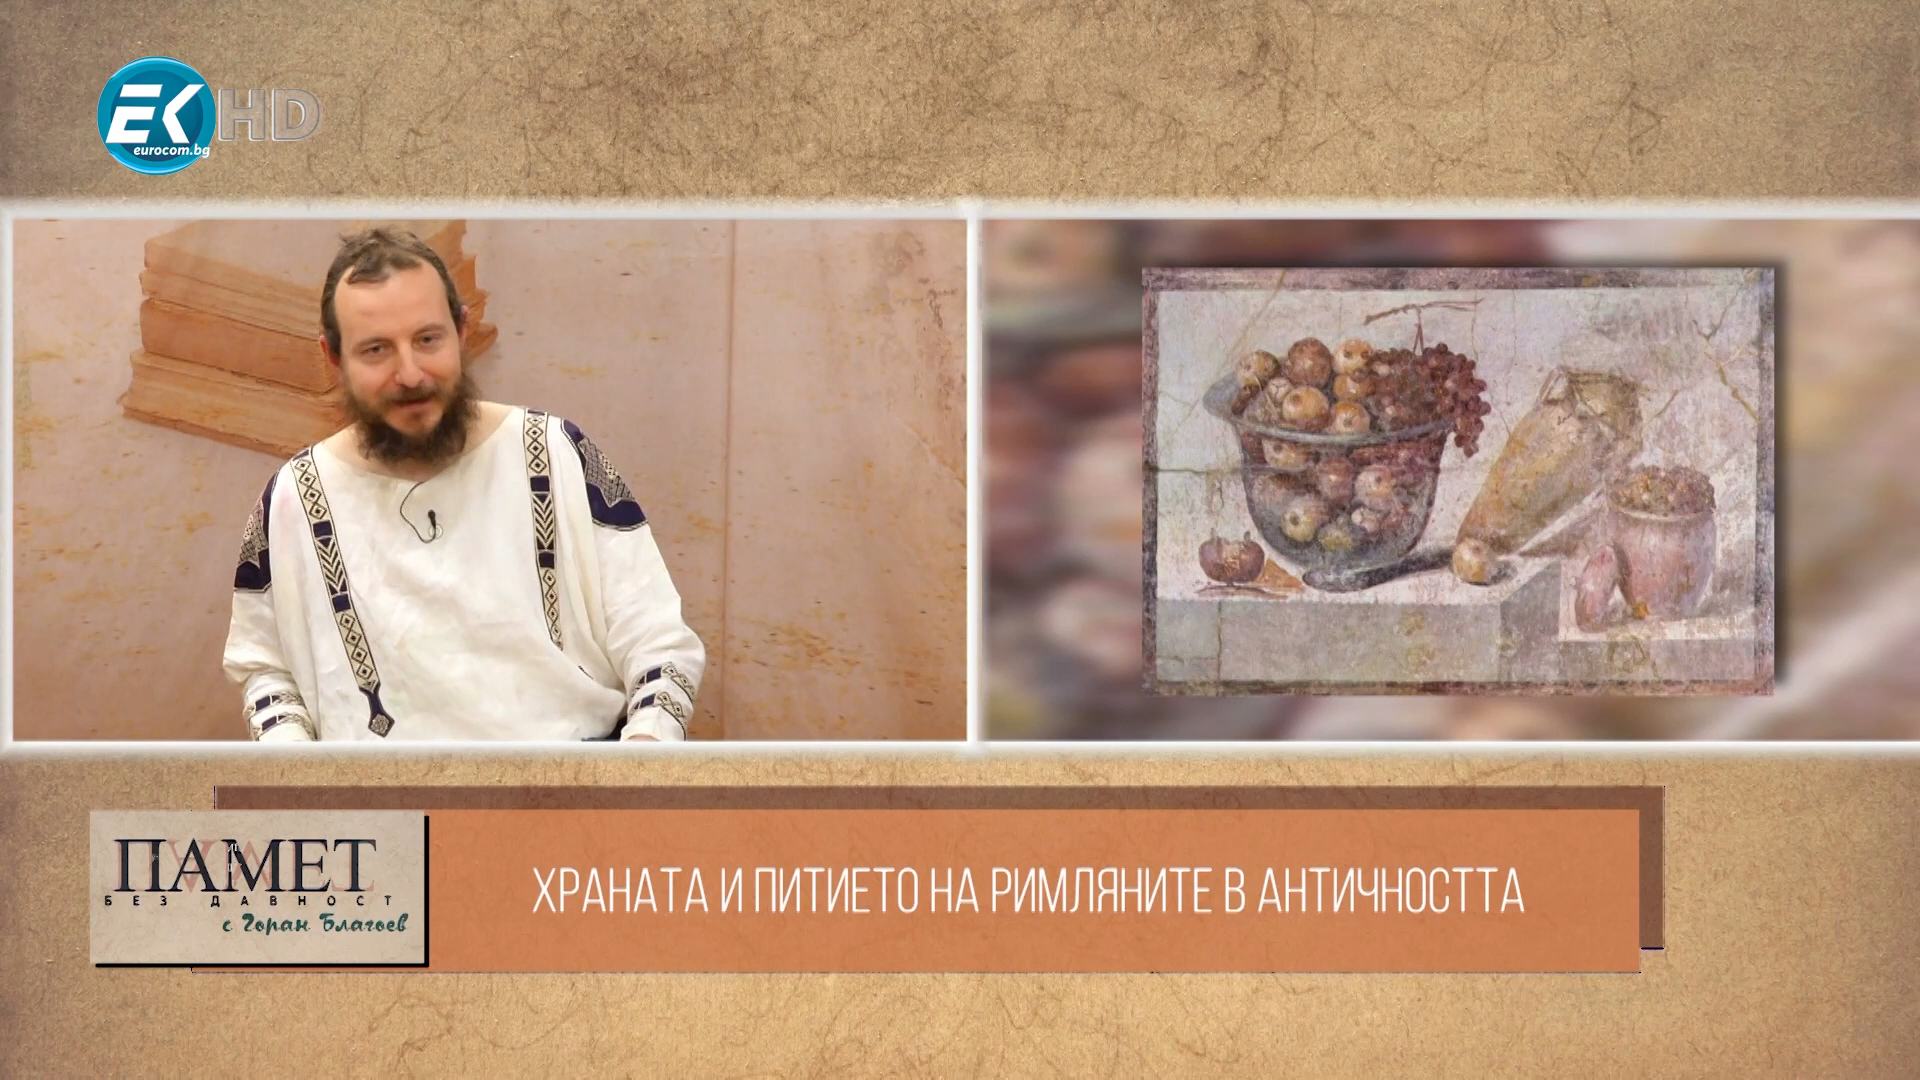 EK HD
eurocom.bg
ПАМЕТ
БЕЗ ДАВНОСТ
с Горан Благоев
ХРАНАТА И ПИТИЕТО НА РИМЛЯНИТЕ В АНТИЧНОСТТА